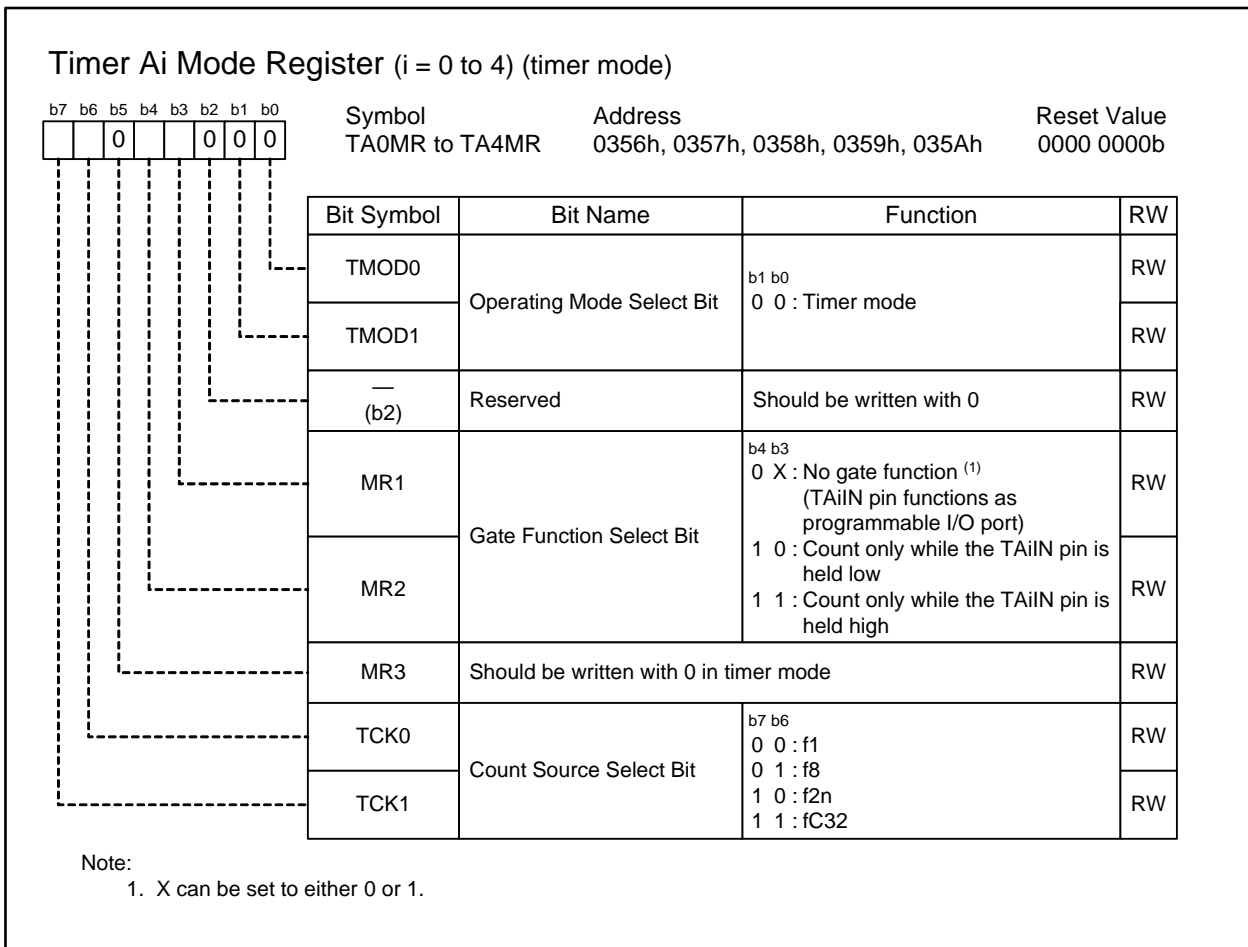 Timer Ai Mode Register (i = 0 to 4) (timer mode)
b7 b6 b5 b4 b3 b2 b1 b0
0 0 0 0
Symbol Address Reset Value
TA0MR to TA4MR 0356h, 0357h, 0358h, 0359h, 035Ah 0000 0000b
Bit Symbol Bit Name Function RW
TMOD0 RW
Operating Mode Select Bit
b1 b0
0 0 : Timer mode
TMOD1 RW
— (b2) Reserved Should be written with 0 RW
MR1 RW
Gate Function Select Bit
b4 b3
0 X : No gate function (1)
(TAiIN pin functions as
programmable I/O port)
1 0 : Count only while the TAiIN pin is
held low
1 1 : Count only while the TAiIN pin is
held high
MR2 RW
MR3 Should be written with 0 in timer mode RW
TCK0 RW
Count Source Select Bit
b7 b6
0 0 : f1
0 1 : f8
1 0 : f2n
1 1 : fC32
TCK1 RW
Note:
1. X can be set to either 0 or 1.